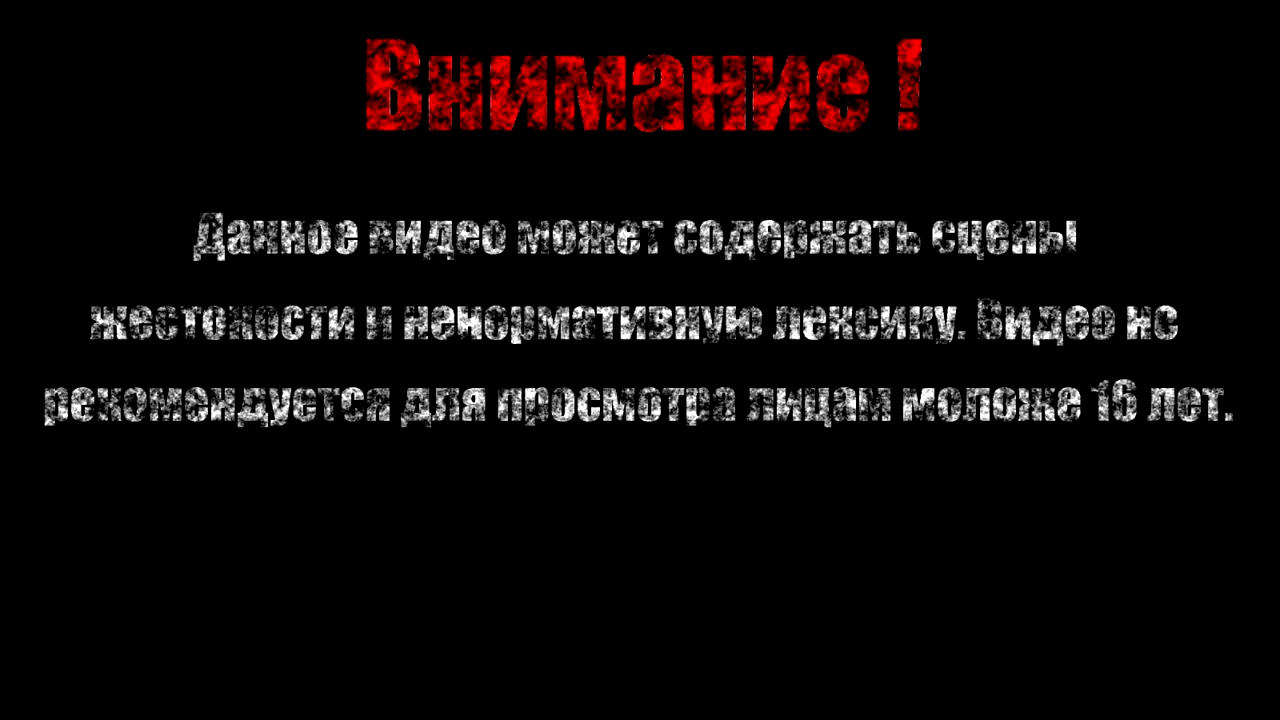 Внимание !
Данное видео может содержать сцены
жестокости и ненормативную лексику. Видео не
рекомендуется для просмотра лицам моложе 16 лет.